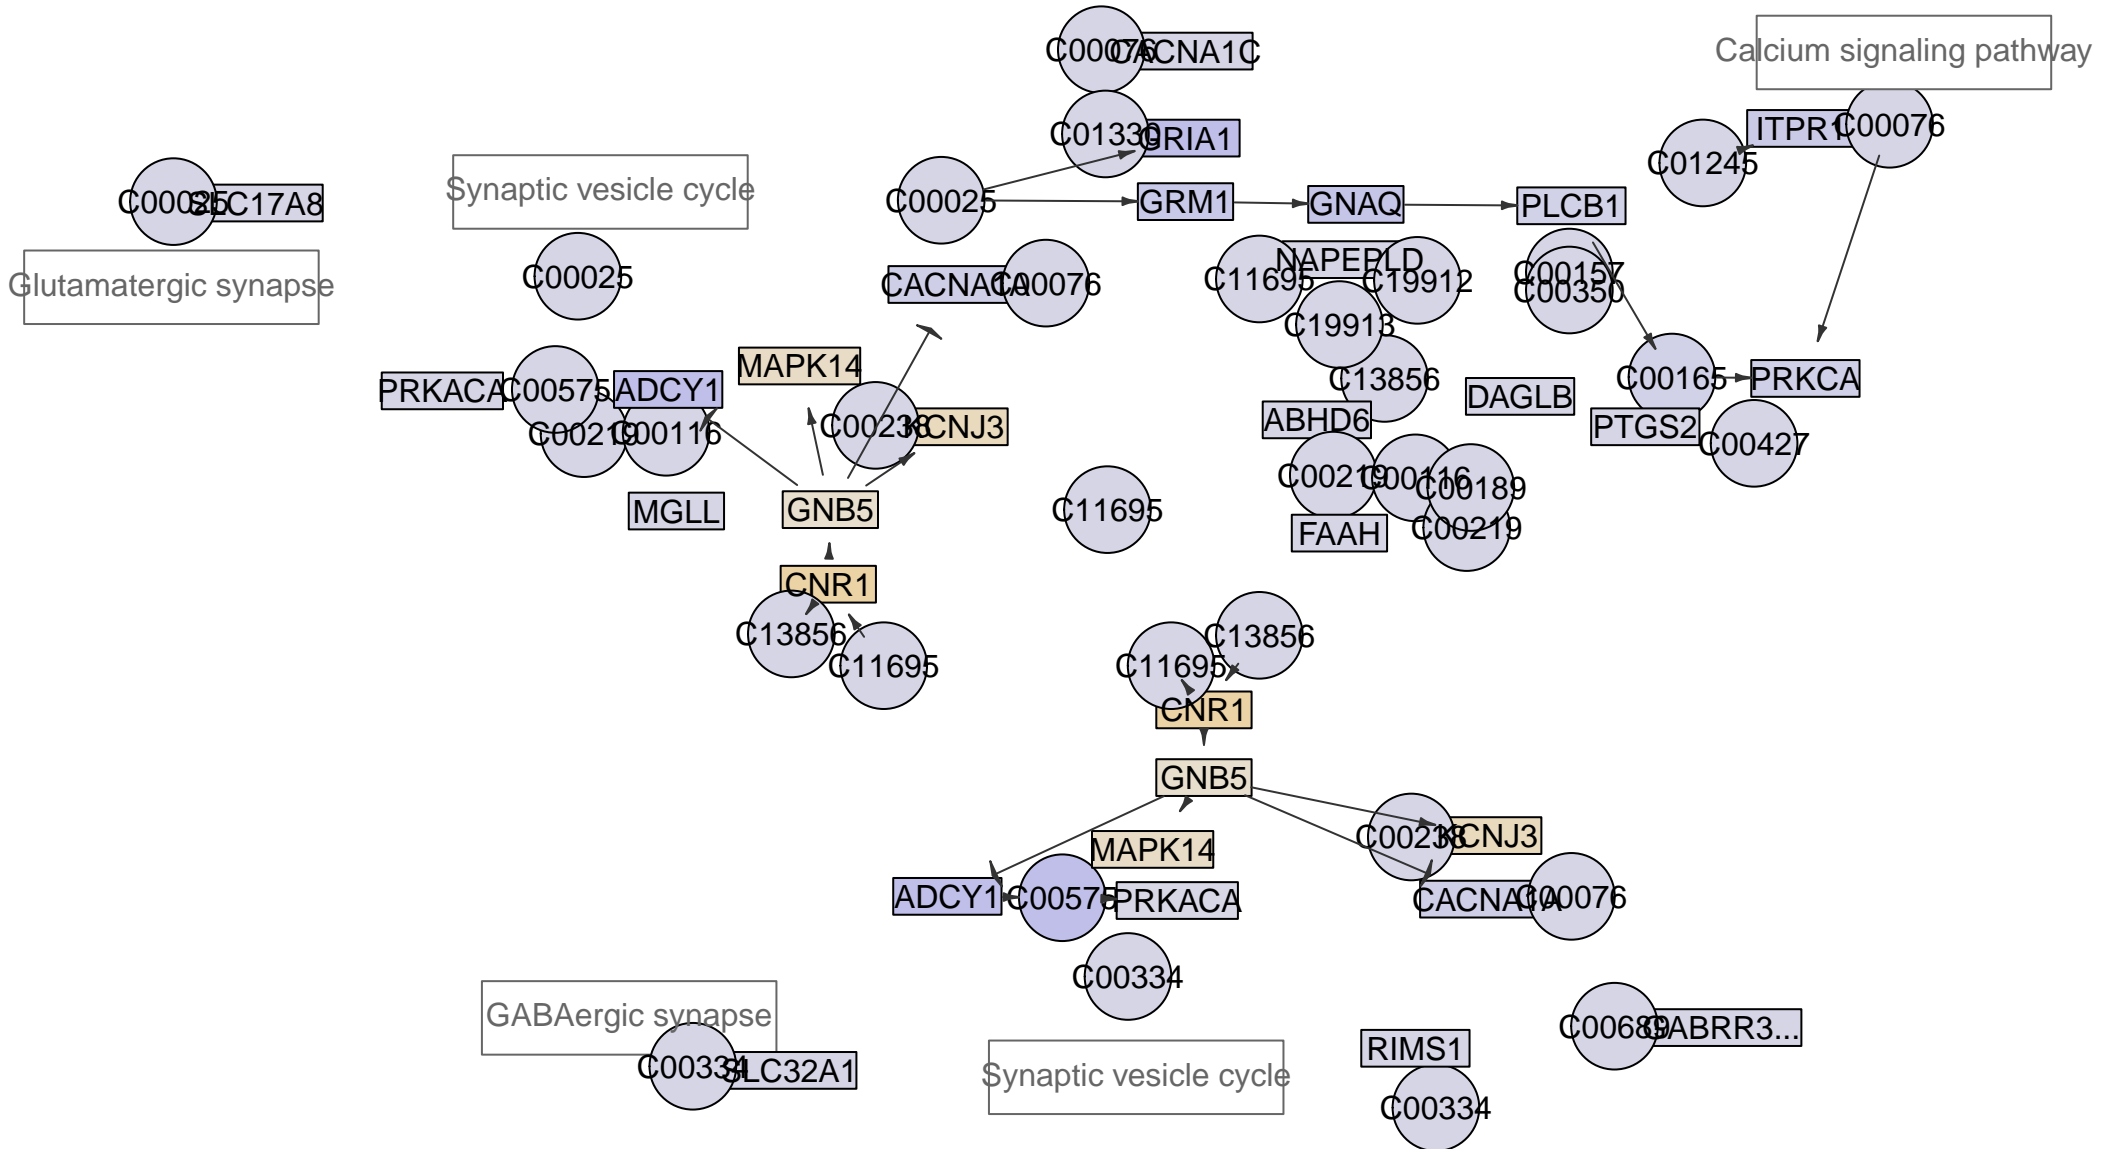 C00076
CACNA1C
Calcium signaling pathway
C01330
GRIA1
ITPR1
C00076
C01245
C00025
SLC17A8
Synaptic vesicle cycle
C00025
GRM1
GNAQ
PLCB1
Glutamatergic synapse
C00025
CACNA1A
C00076
C11695
NAPEPLD
C19912
C00157
C00350
C19913
PRKACA
C00575
ADCY1
MAPK14
C13856
DAGLB
C00165
PRKCA
C00219
C00116
C00238
KCNJ3
ABHD6
PTGS2
C00427
MGLL
GNB5
C11695
C00219
C00116
C00189
FAAH
C00219
CNR1
C13856
C11695
C11695
C13856
CNR1
GNB5
MAPK14
C00238
KCNJ3
ADCY1
C00575
PRKACA
CACNA1A
C00076
C00334
GABAergic synapse
C00334
SLC32A1
Synaptic vesicle cycle
RIMS1
C00334
C00689
GABRR3...